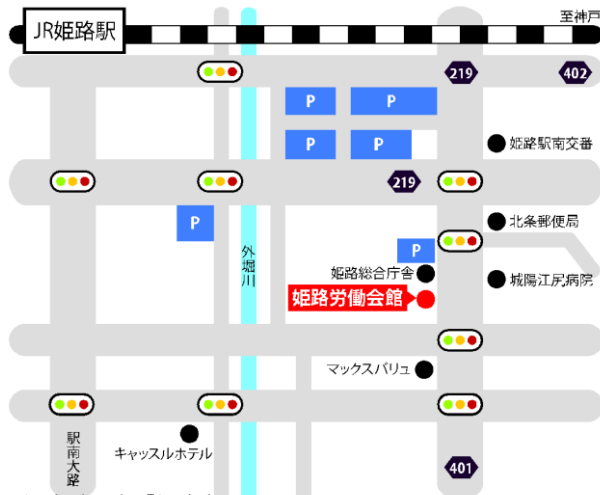 至神戸
JR姫路駅
219
402
P
P
P
P
姫路駅南交番
219
P
北条郵便局
外堀川
P
姫路総合庁舎
城陽江尻病院
姫路労働会館
マックスバリュ
駅南大路
キャッスルホテル
401